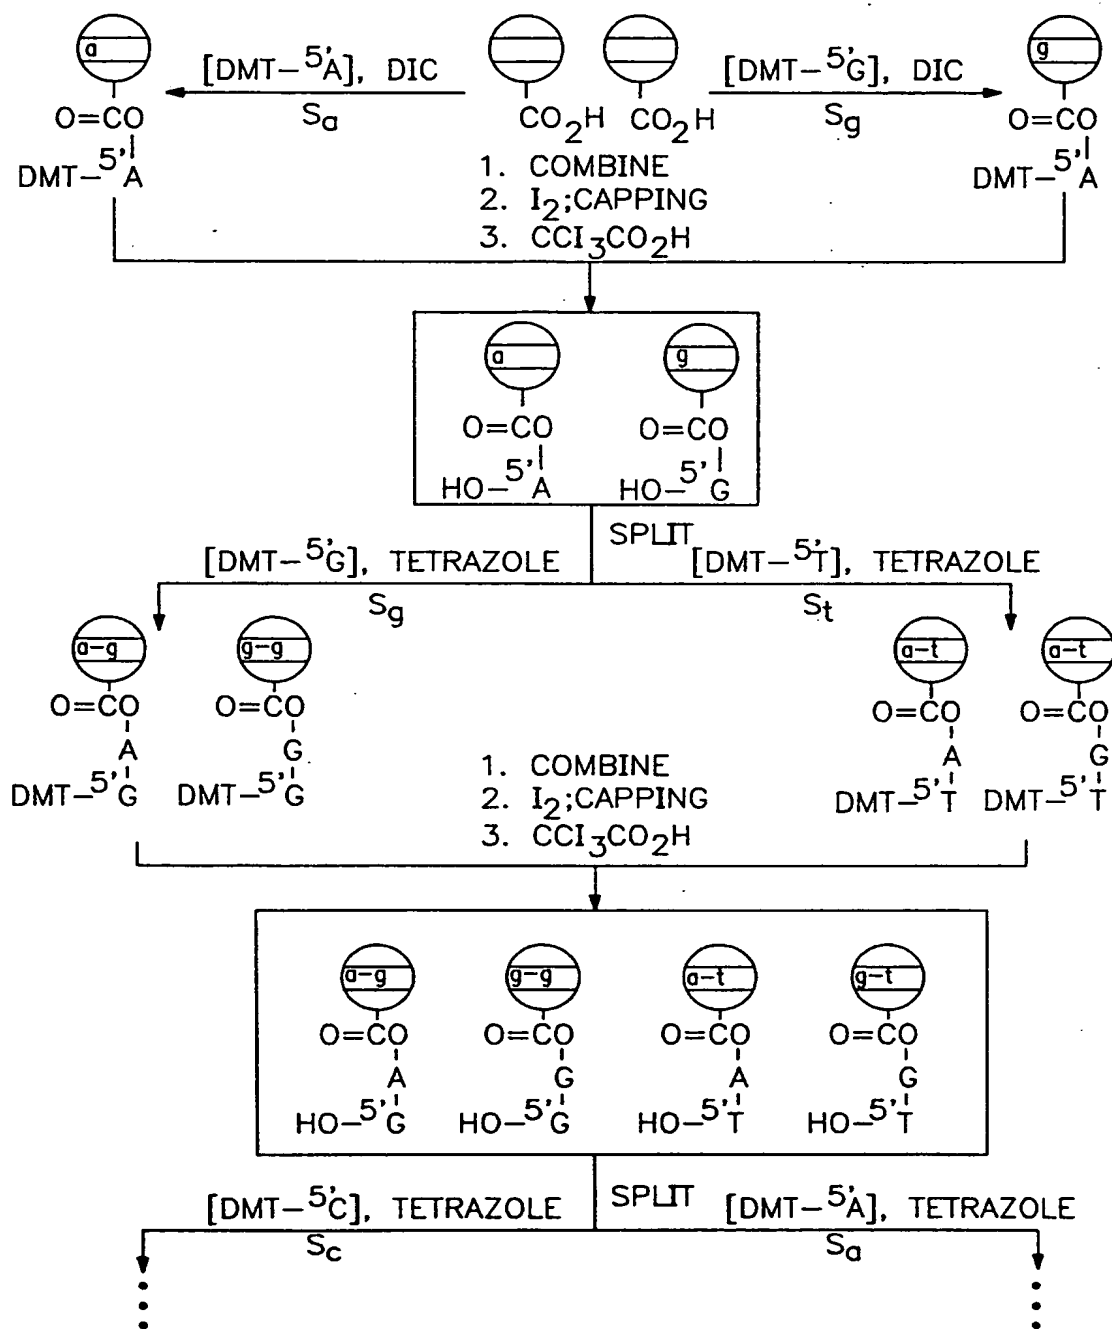 a
g
[DMT-5'A], DIC
[DMT-5'G], DIC
Sa
Sg
O=CO
CO2H CO2H
O=CO
DMT-5'A
DMT-5'A
1. COMBINE
2. I2;CAPPING
3. CCI3CO2H
a
g
O=CO
O=CO
HO-5'A
HO-5'G
SPLIT
[DMT-5'G], TETRAZOLE
[DMT-5'T], TETRAZOLE
Sg
St
a-g
g-g
a-t
a-t
O=CO
O=CO
O=CO
O=CO
A
G
A
G
DMT-5'G
DMT-5'G
DMT-5'T
DMT-5'T
1. COMBINE
2. I2;CAPPING
3. CCI3CO2H
a-g
g-g
a-t
g-t
O=CO
O=CO
O=CO
O=CO
A
G
A
G
HO-5'G
HO-5'G
HO-5'T
HO-5'T
[DMT-5'C], TETRAZOLE
SPLIT
[DMT-5'A], TETRAZOLE
Sc
Sa